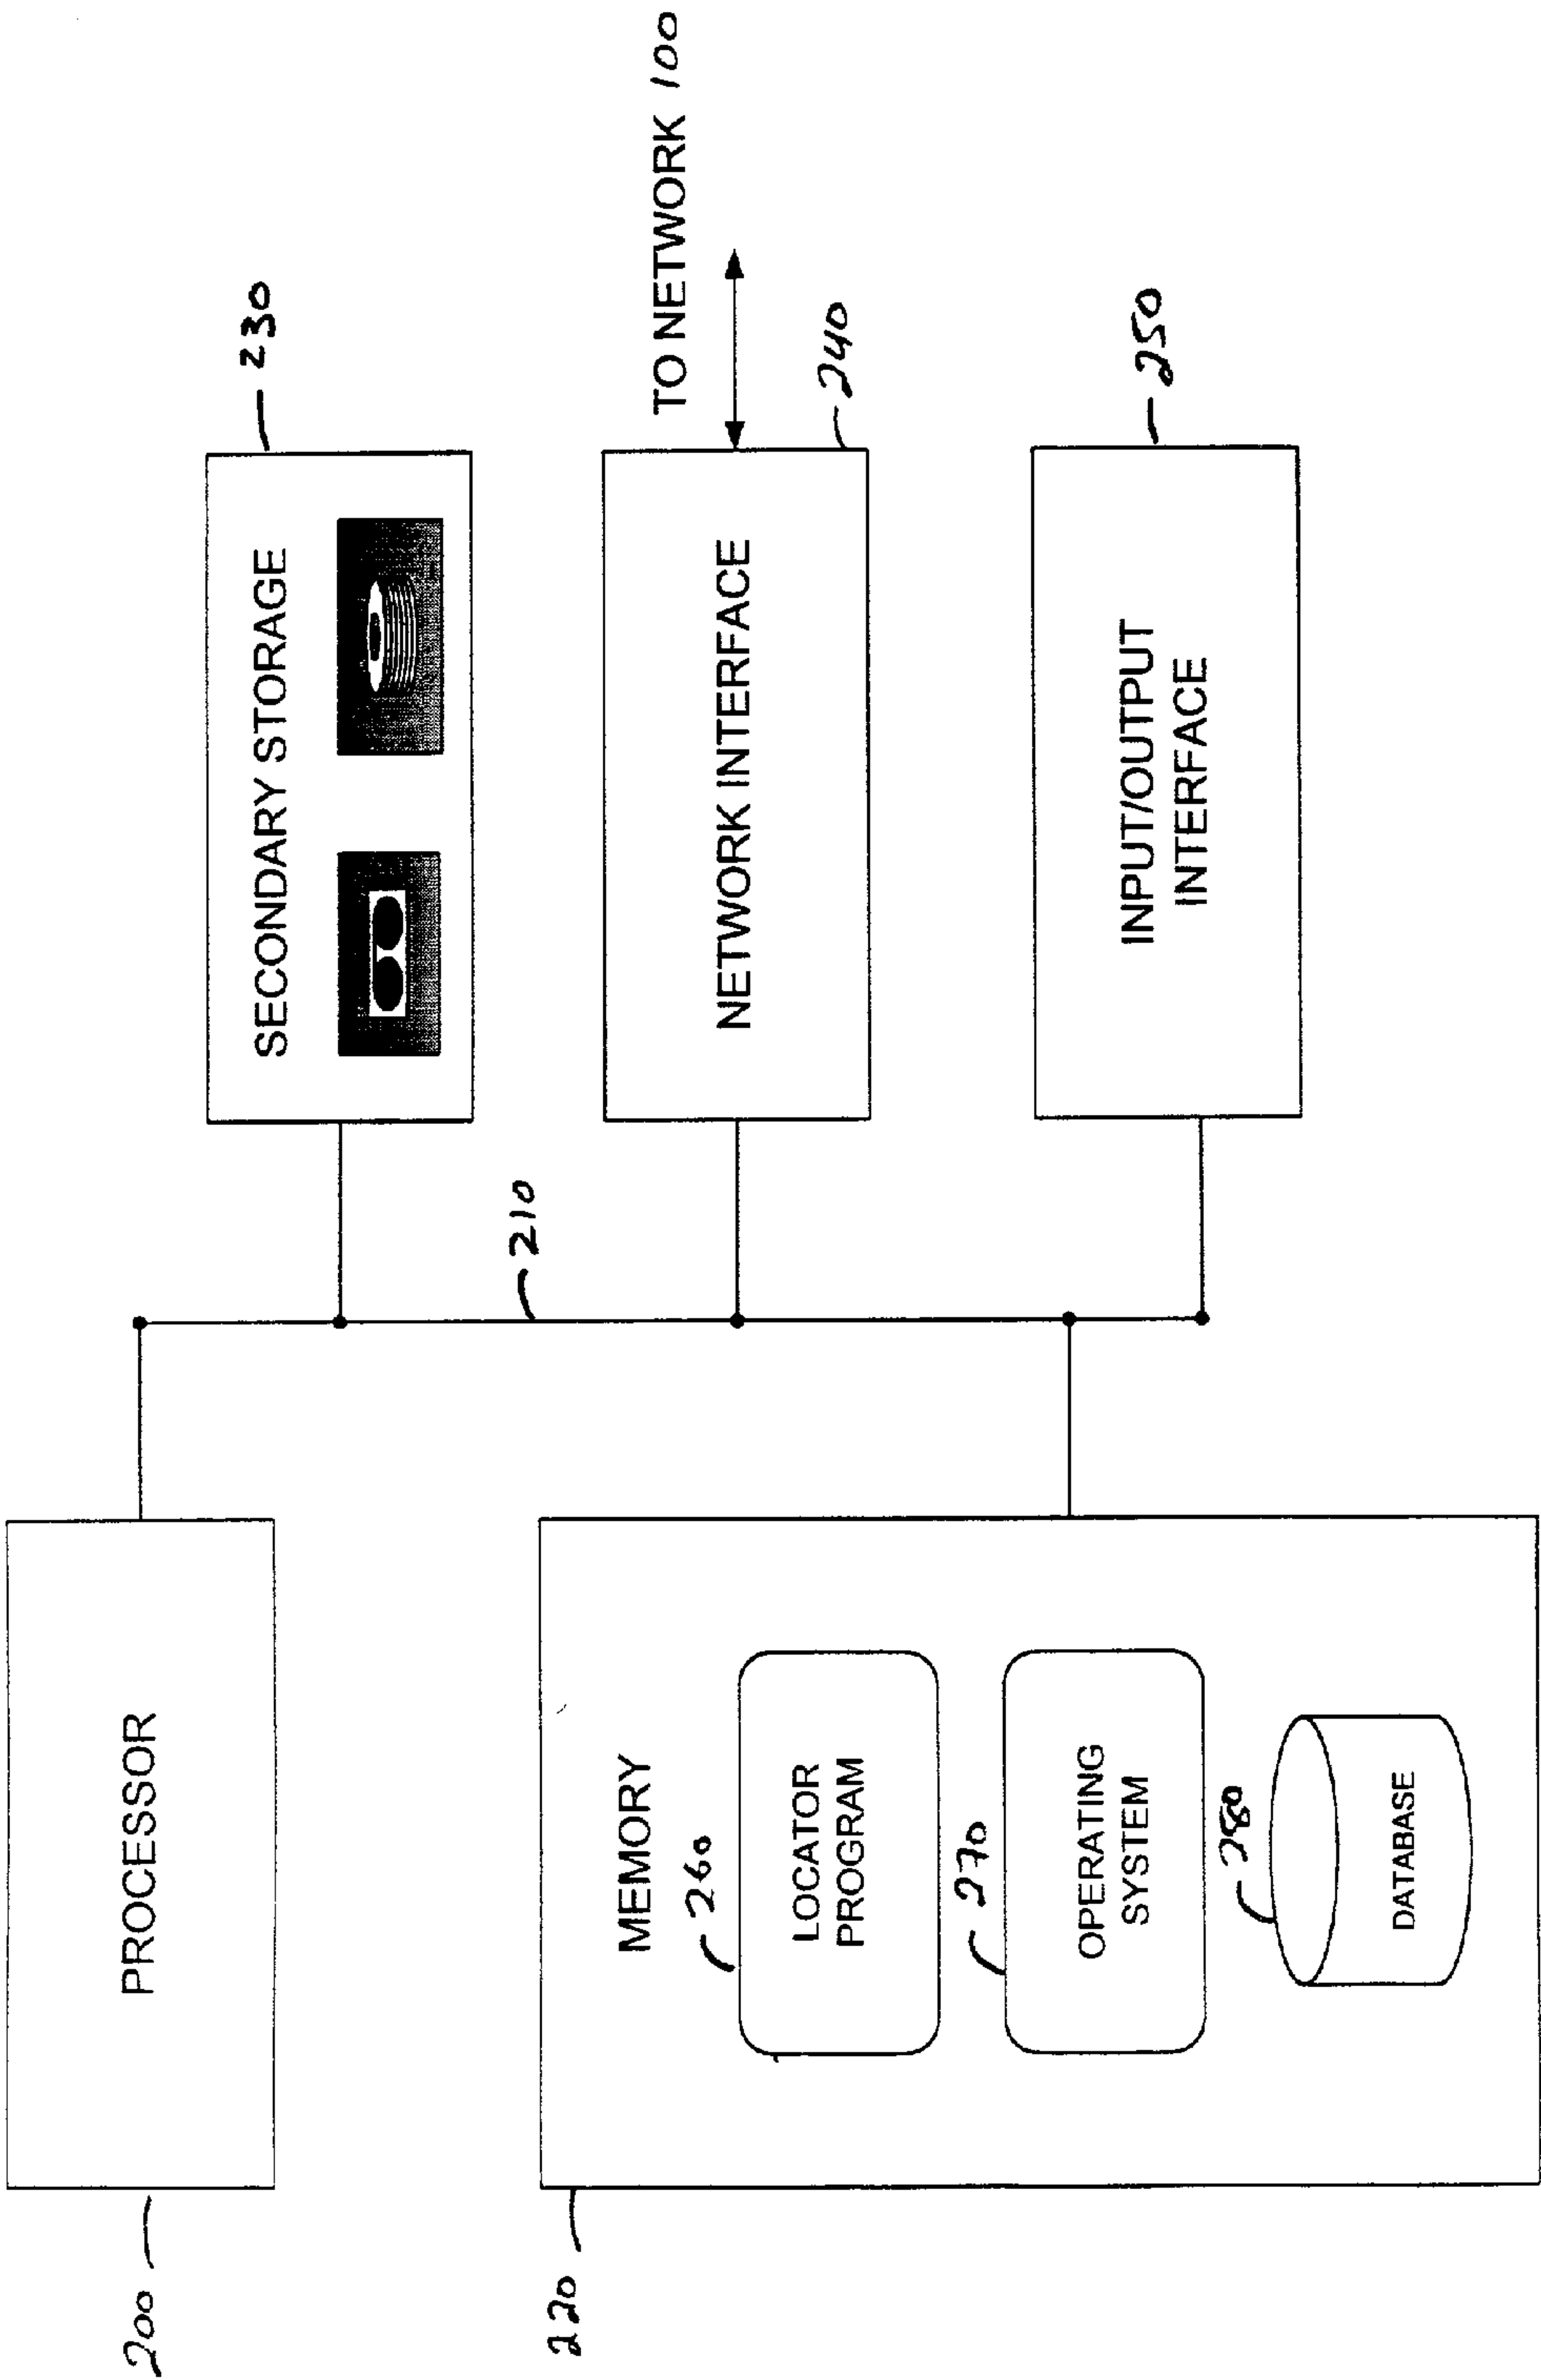 200
PROCESSOR
220
MEMORY
260
LOCATOR
PROGRAM
270
OPERATING
SYSTEM
280
DATABASE
210
230
SECONDARY STORAGE
TO NETWORK 100
NETWORK INTERFACE
240
250
INPUT/OUTPUT
INTERFACE